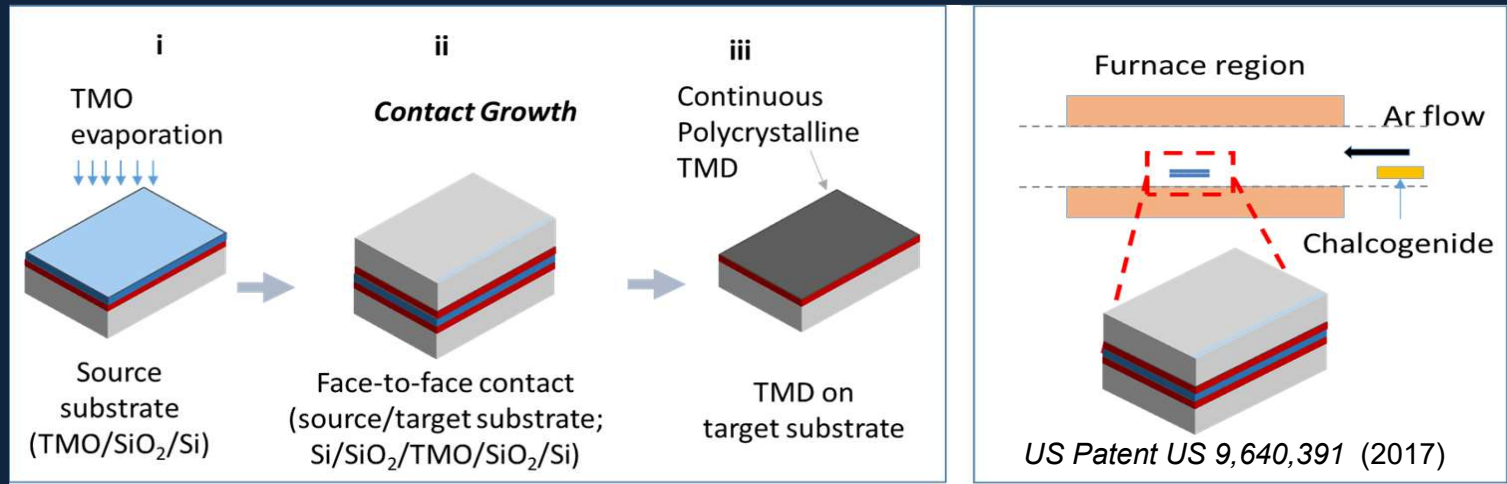 i
TMO
evaporation
Source
substrate
(TMO/SiO₂/Si)
ii
Contact Growth
Face-to-face contact
(source/target substrate;
Si/SiO₂/TMO/SiO₂/Si)
iii
Continuous
Polycrystalline
TMD
TMD on
target substrate
Furnace region
Ar flow
Chalcogenide
US Patent US 9,640,391 (2017)